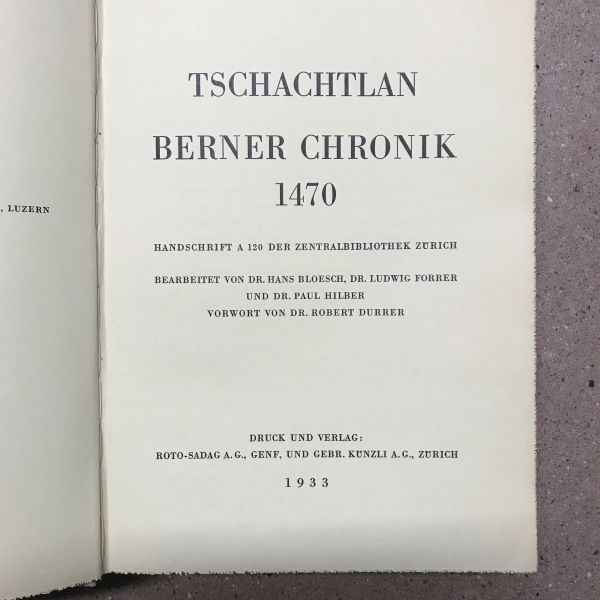 , LUZERN
TSCHACHTLAN
BERNER CHRONIK
1470
HANDSCHRIFT A 120 DER ZENTRALBIBLIOTHEK ZÜRICH
BEARBEITET VON DR. HANS BLOESCH, DR. LUDWIG FORRER
UND DR. PAUL HILBER
VORWORT VON DR. ROBERT DURRER
DRUCK UND VERLAG:
ROTO-SADAG A.G., GENF, UND GEBR. KÜNZLI A.G., ZÜRICH
1933